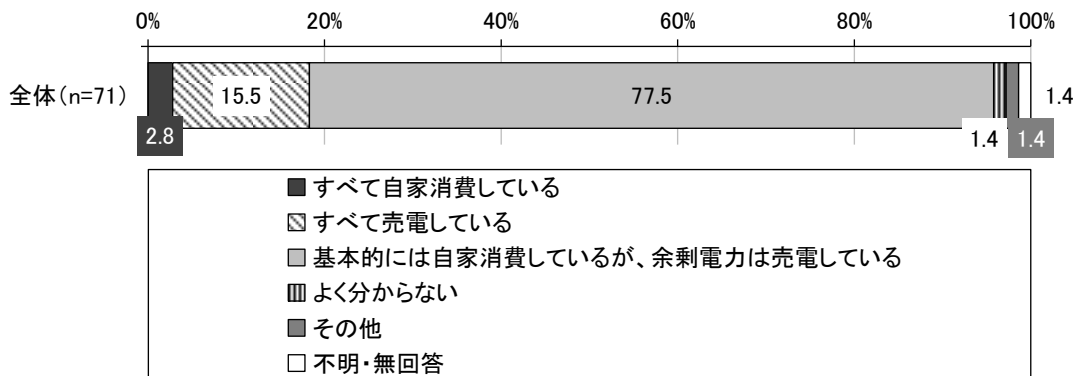 0% 20% 40% 60% 80% 100%
全体(n=71) 15.5 77.5 1.4
2.8 1.4 1.4
すべて自家消費している
すべて売電している
基本的には自家消費しているが、余剰電力は売電している
よく分からない
その他
不明・無回答